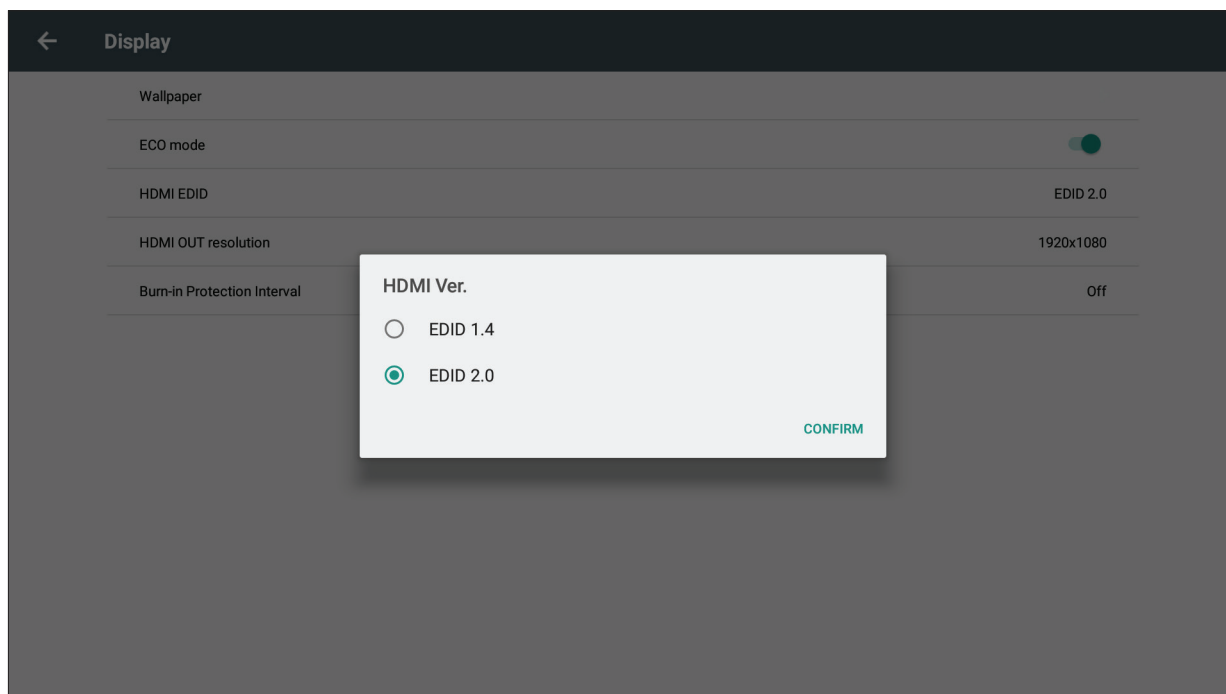 Display
Wallpaper
ECO mode
HDMI EDID EDID 2.0
HDMI OUT resolution 1920x1080
Burn-in Protection Interval Off
HDMI Ver.
EDID 1.4
EDID 2.0
CONFIRM